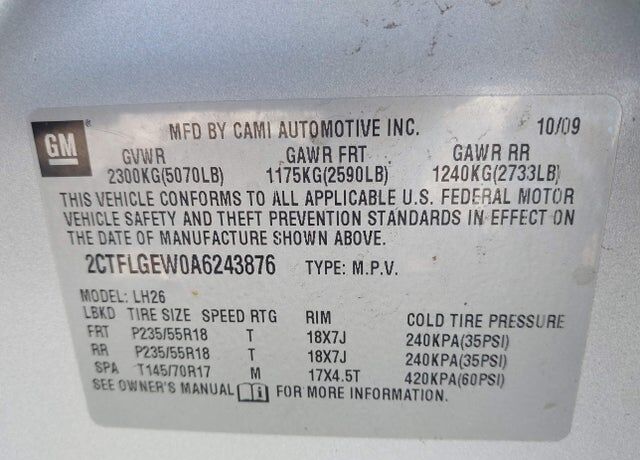 GM ® MFD BY CAMI AUTOMOTIVE INC. 10/09
GVWR GAWR FRT GAWR RR
2300KG(5070LB) 1175KG(2590LB) 1240KG(2733LB)
THIS VEHICLE CONFORMS TO ALL APPLICABLE U.S. FEDERAL MOTOR
VEHICLE SAFETY AND THEFT PREVENTION STANDARDS IN EFFECT ON
THE DATE OF MANUFACTURE SHOWN ABOVE.
2CTFLGEW0A6243876 TYPE: M.P.V.
MODEL: LH26
LBKD TIRE SIZE SPEED RTG RIM COLD TIRE PRESSURE
FRT P235/55R18 T 18X7J 240KPA(35PSI)
RR P235/55R18 T 18X7J 240KPA(35PSI)
SPA T145/70R17 M 17X4.5T 420KPA(60PSI)
SEE OWNER'S MANUAL i FOR MORE INFORMATION.